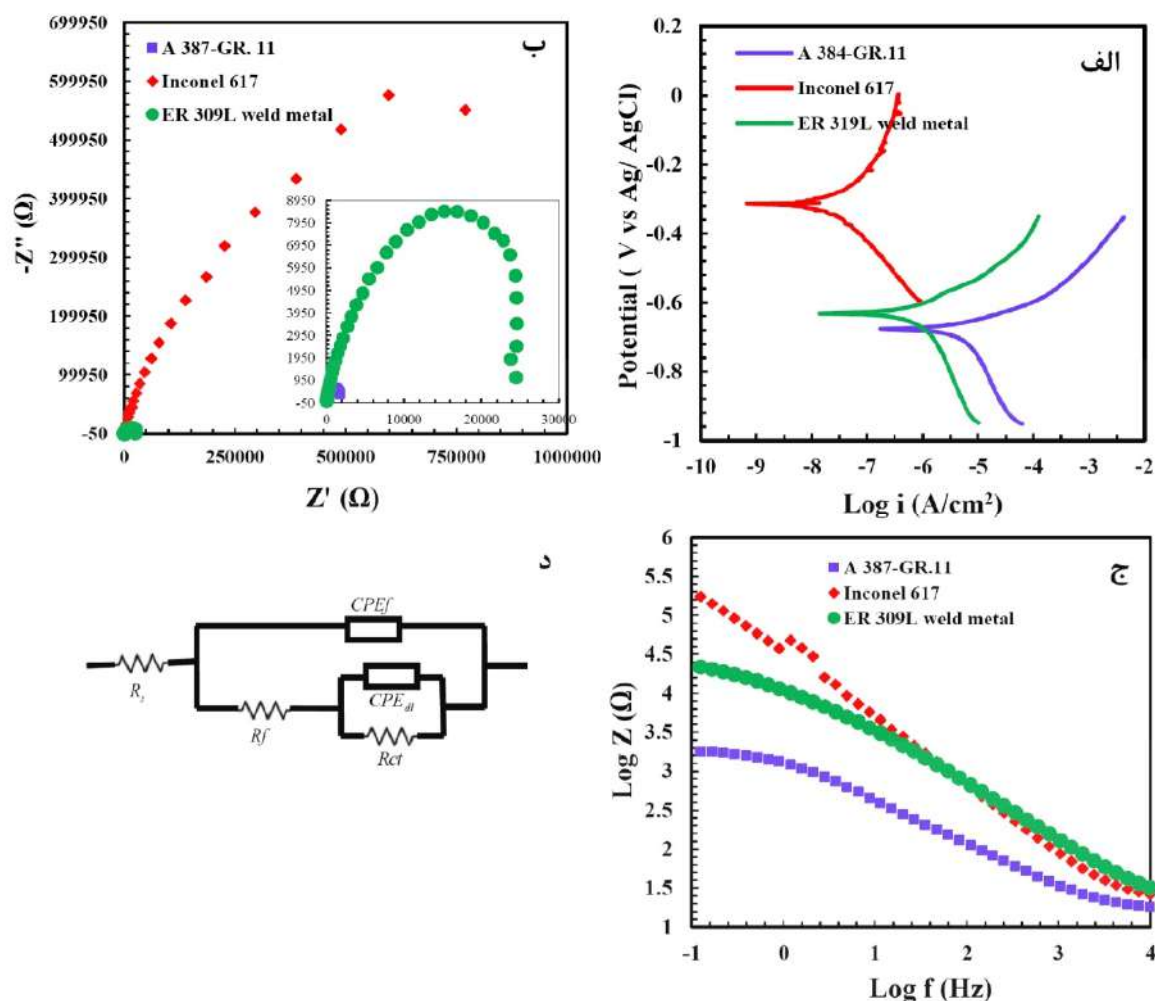 ب
-Z" (Ω)
699950
599950
499950
399950
299950
199950
99950
-50
A 387-GR. 11
Inconel 617
ER 309L weld metal
8950
7950
6950
5950
4950
3950
2950
1950
950
-50
0
10000
20000
30000
0
250000
500000
750000
1000000
Z' (Ω)
الف
Potential ( V vs Ag/ AgCl)
0.2
0
-0.2
-0.4
-0.6
-0.8
-1
A 384-GR.11
Inconel 617
ER 319L weld metal
-10
-9
-8
-7
-6
-5
-4
-3
-2
Log i (A/cm²)
د
CPEf
Rs
Rf
CPEdl
Rct
ج
Log Z (Ω)
6
5.5
5
4.5
4
3.5
3
2.5
2
1.5
1
A 387-GR.11
Inconel 617
ER 309L weld metal
-1
0
1
2
3
4
Log f (Hz)